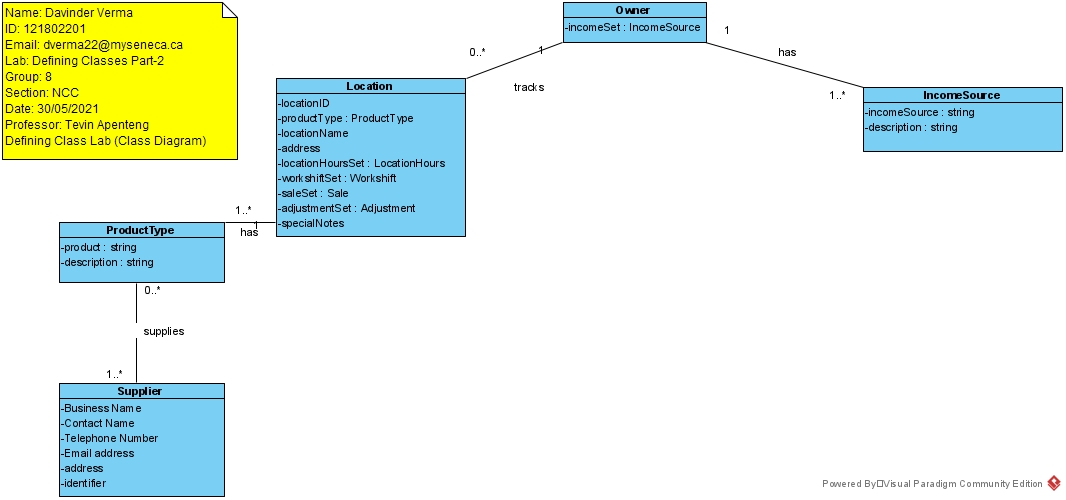 Name: Davinder Verma
ID: 121802201
Email: dverma22@myseneca.ca
Lab: Defining Classes Part-2
Group: 8
Section: NCC
Date: 30/05/2021
Professor: Tevin Apenteng
Defining Class Lab (Class Diagram)
Owner
-incomeSet : IncomeSource
0..*
1
tracks
1
has
1..*
IncomeSource
-incomeSource : string
-description : string
Location
-locationID
-productType : ProductType
-locationName
-address
-locationHoursSet : LocationHours
-workshiftSet : Workshift
-saleSet : Sale
-adjustmentSet : Adjustment
-specialNotes
1..*
1
has
ProductType
-product : string
-description : string
0..*
supplies
1..*
Supplier
-Business Name
-Contact Name
-Telephone Number
-Email address
-address
-identifier
Powered By Visual Paradigm Community Edition